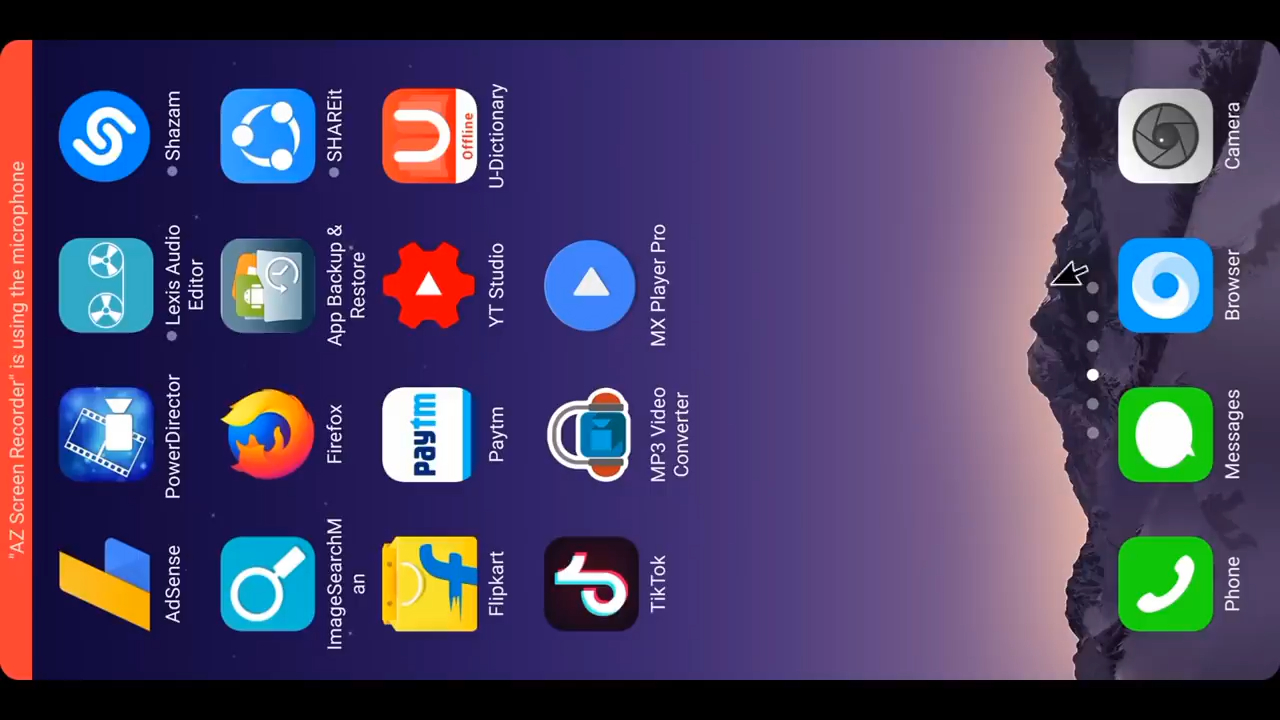 "AZ Screen Recorder" is using the microphone
AdSense
PowerDirector
Lexis Audio
Editor
Shazam
ImageSearchM
an
Firefox
App Backup &
Restore
SHAREit
f
Flipkart
paytm
Paytm
YT Studio
U
Offline
U-Dictionary
TikTok
MP3 Video
Converter
MX Player Pro
Phone
Messages
Browser
Camera